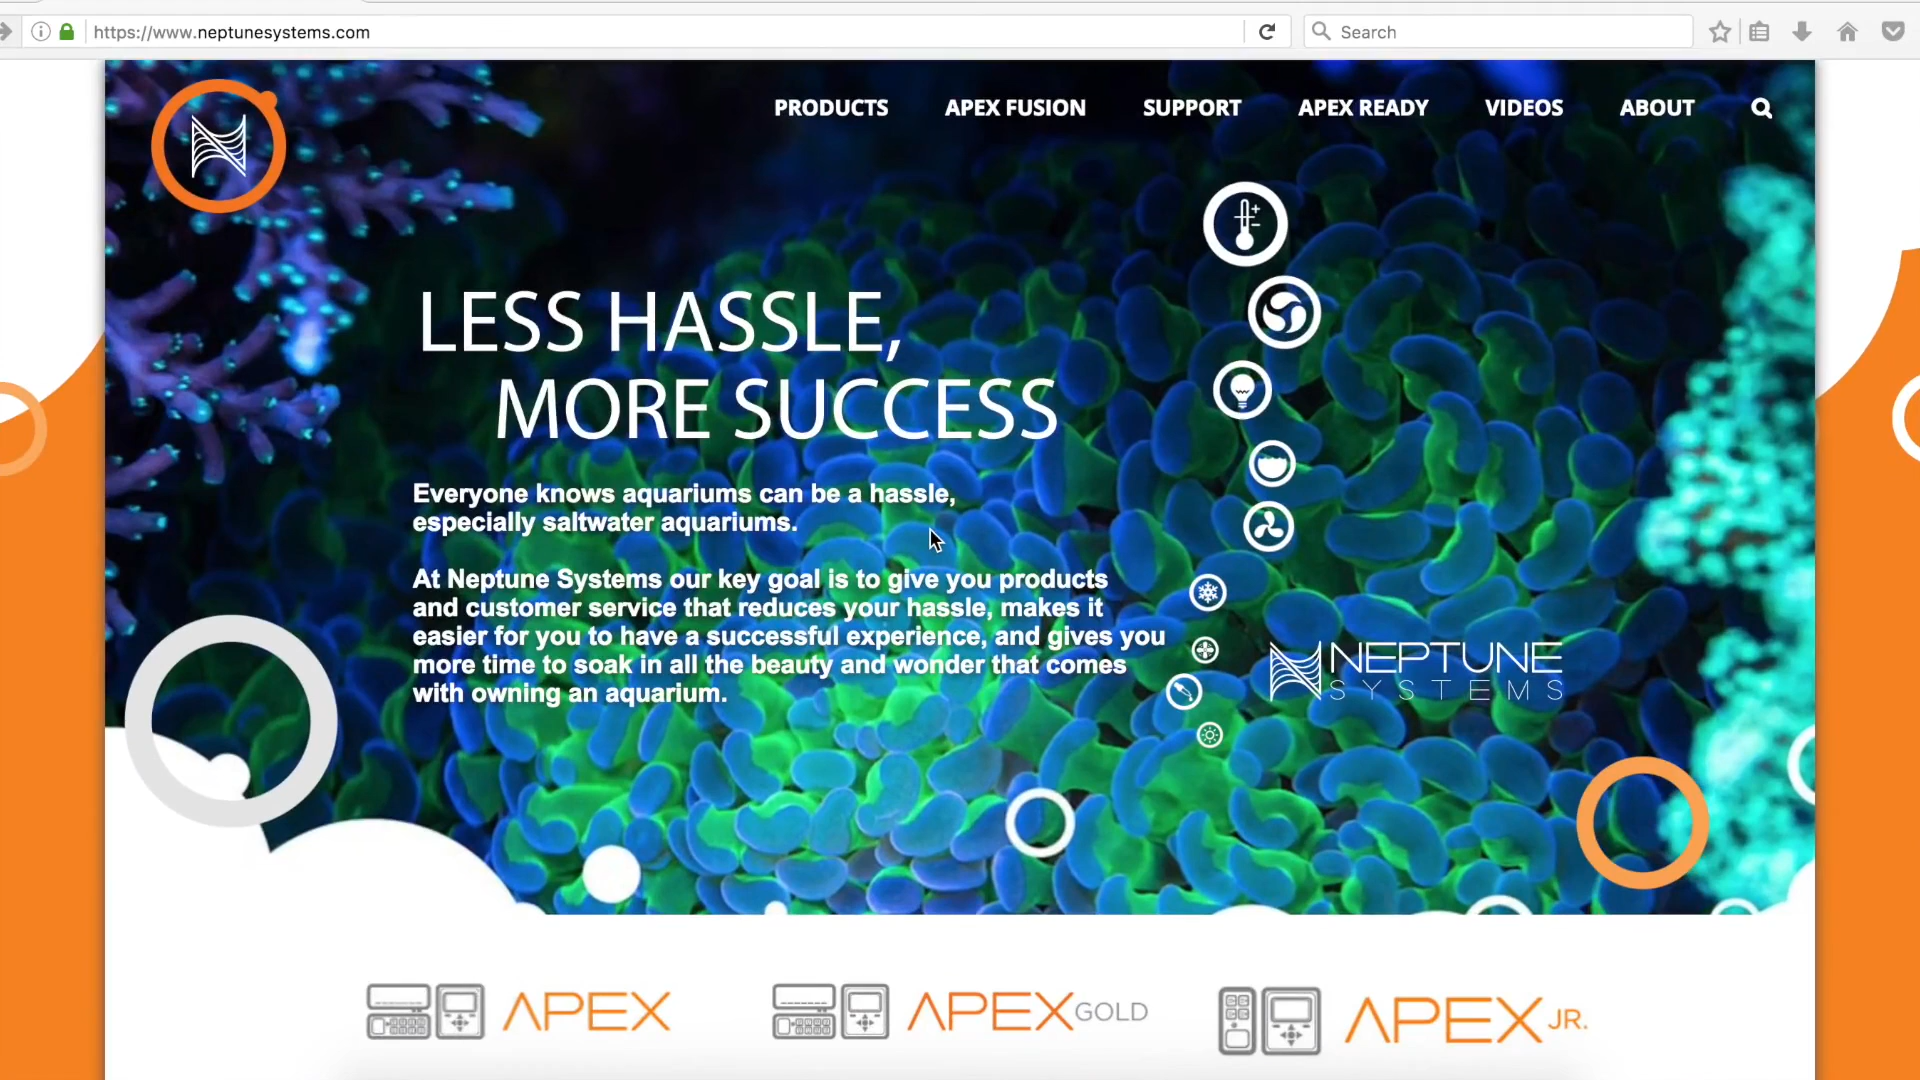 https://www.neptunesystems.com
Search
PRODUCTS APEX FUSION SUPPORT APEX READY VIDEOS ABOUT
LESS HASSLE,
MORE SUCCESS
Everyone knows aquariums can be a hassle,
especially saltwater aquariums.
At Neptune Systems our key goal is to give you products
and customer service that reduces your hassle, makes it
easier for you to have a successful experience, and gives you
more time to soak in all the beauty and wonder that comes
with owning an aquarium.
NEPTUNE
SYSTEMS
APEX
APEX GOLD
APEX JR.